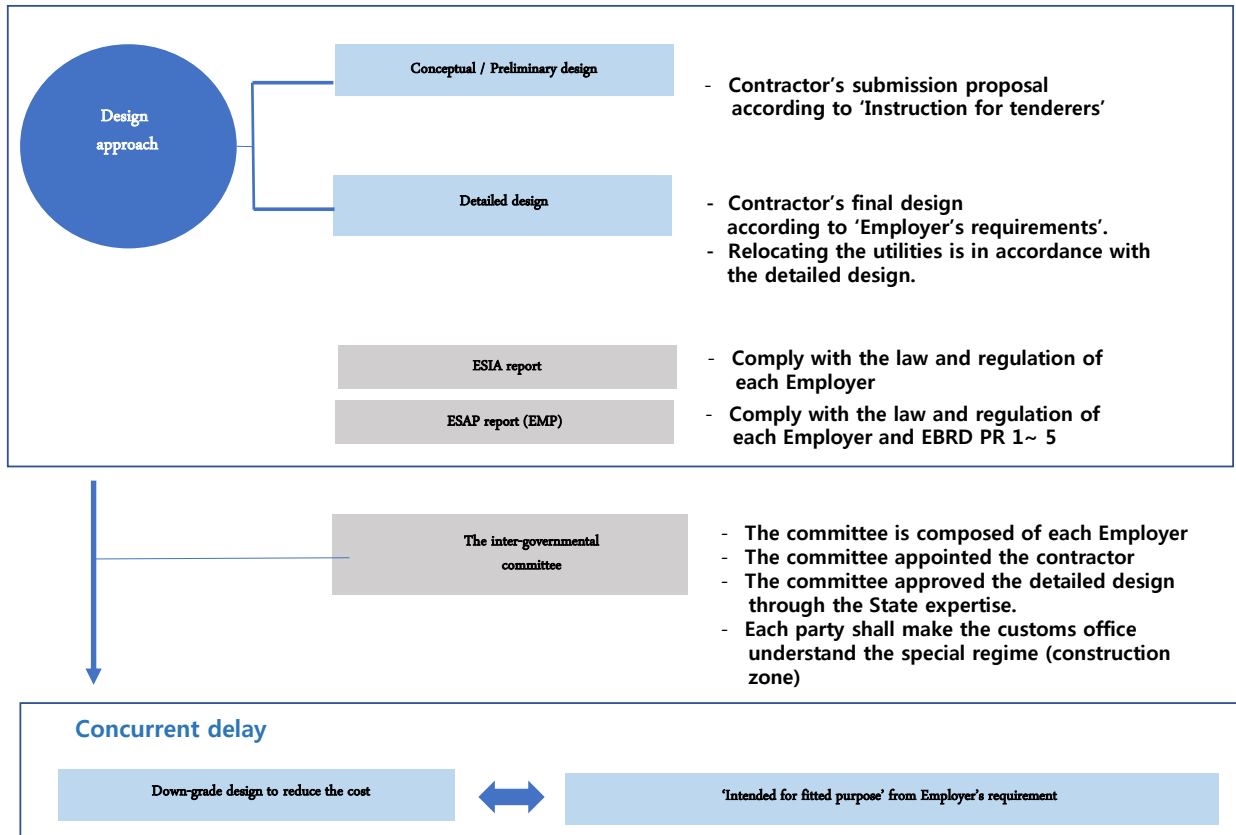 Design
approach
Conceptual / Preliminary design
- Contractor's submission proposal
according to 'Instruction for tenderers'
Detailed design
- Contractor's final design
according to 'Employer's requirements'.
- Relocating the utilities is in accordance with
the detailed design.
ESIA report
- Comply with the law and regulation of
each Employer
ESAP report (EMP)
- Comply with the law and regulation of
each Employer and EBRD PR 1~ 5
The inter-governmental
committee
- The committee is composed of each Employer
- The committee appointed the contractor
- The committee approved the detailed design
through the State expertise.
- Each party shall make the customs office
understand the special regime (construction
zone)
Concurrent delay
Down-grade design to reduce the cost
'Intended for fitted purpose' from Employer's requirement